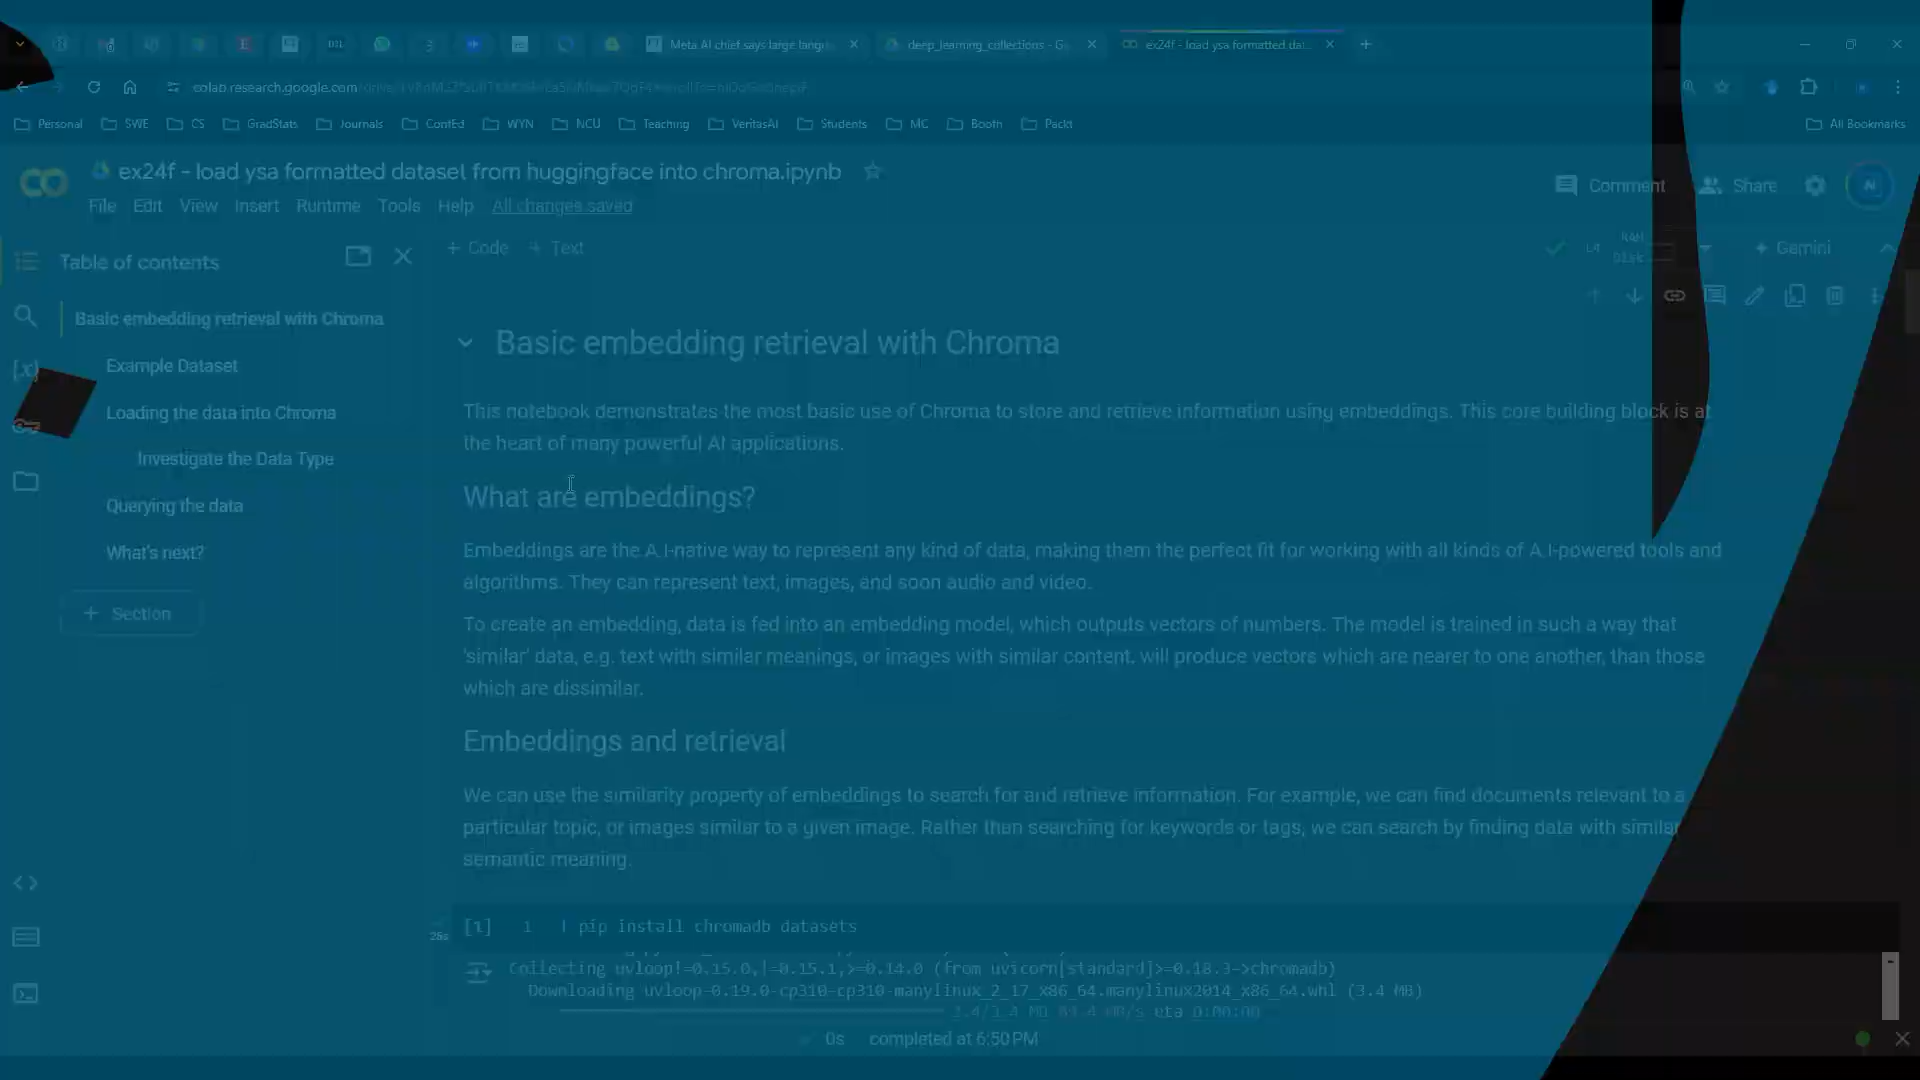 Meta AI chief says large langu
deep_learning_collections - G
ex24f - load ysa formatted dat...
colab.research.google.com
Personal SWE CS GradStats Journals ContEd WYN NCU Teaching VeritasAI Students MC Booth Packt All Bookmarks
ex24f - load ysa formatted dataset from huggingface into chroma.ipynb
Comment Share AI
File Edit View Insert Runtime Tools Help All changes saved
Table of contents
+ Code + Text
L4 RAM Disk Gemini
Basic embedding retrieval with Chroma
Example Dataset
Loading the data into Chroma
Investigate the Data Type
Querying the data
What's next?
+ Section
Basic embedding retrieval with Chroma
This notebook demonstrates the most basic use of Chroma to store and retrieve information using embeddings. This core building block is at
the heart of many powerful AI applications.
What are embeddings?
Embeddings are the A.I-native way to represent any kind of data, making them the perfect fit for working with all kinds of A.I-powered tools and
algorithms. They can represent text, images, and soon audio and video.
To create an embedding, data is fed into an embedding model, which outputs vectors of numbers. The model is trained in such a way that
'similar' data, e.g. text with similar meanings, or images with similar content, will produce vectors which are nearer to one another, than those
which are dissimilar.
Embeddings and retrieval
We can use the similarity property of embeddings to search for and retrieve information. For example, we can find documents relevant to a
particular topic, or images similar to a given image. Rather than searching for keywords or tags, we can search by finding data with similar
semantic meaning.
[1] 1 ! pip install chromadb datasets
Collecting uvloop!=0.15.0,!=0.15.1,>=0.14.0 (from uvicorn[standard]>=0.18.3->chromadb)
Downloading uvloop-0.19.0-cp310-cp310-manylinux_2_17_x86_64.manylinux2014_x86_64.whl (3.4 MB)
eta 0:00:00
0s completed at 6:50 PM